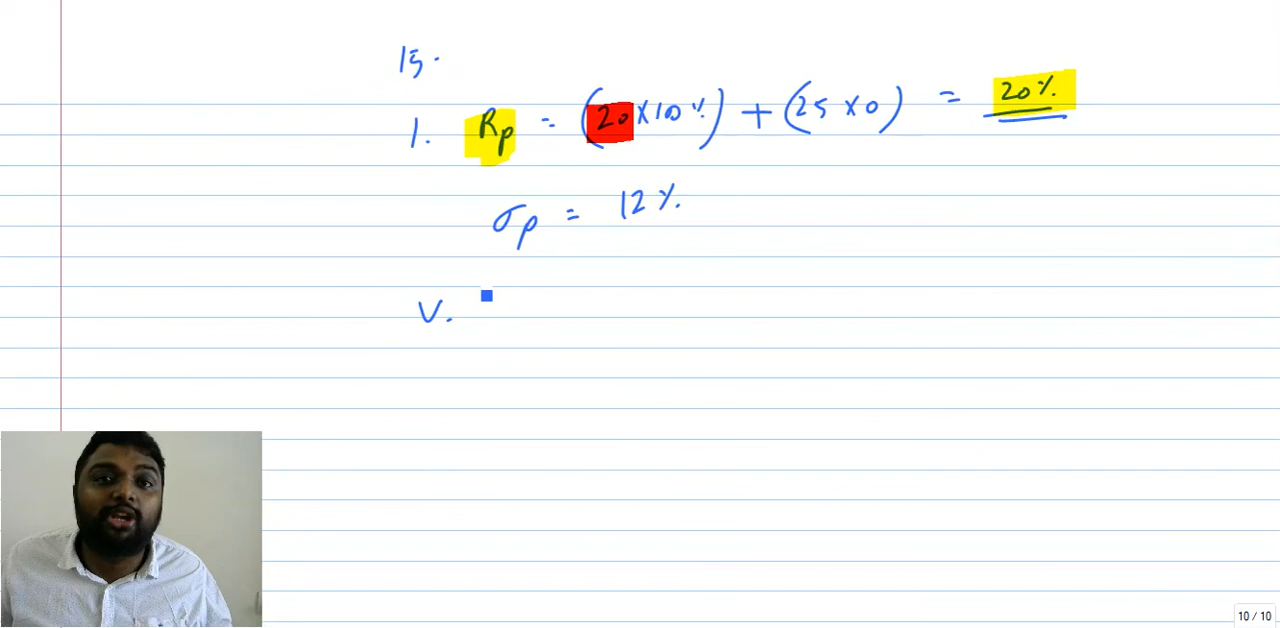 15.
1. Rp = (20 x 10%) + (25 x 0) = 20%
σp = 12%
V.
10 / 10